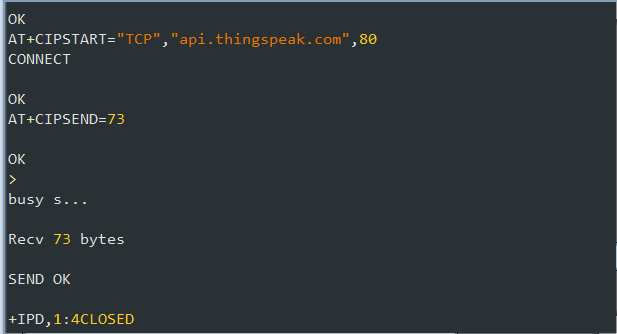 OK
AT+CIPSTART="TCP","api.thingspeak.com",80
CONNECT
OK
AT+CIPSEND=73
OK
>
busy s...
Recv 73 bytes
SEND OK
+IPD,1:4CLOSED